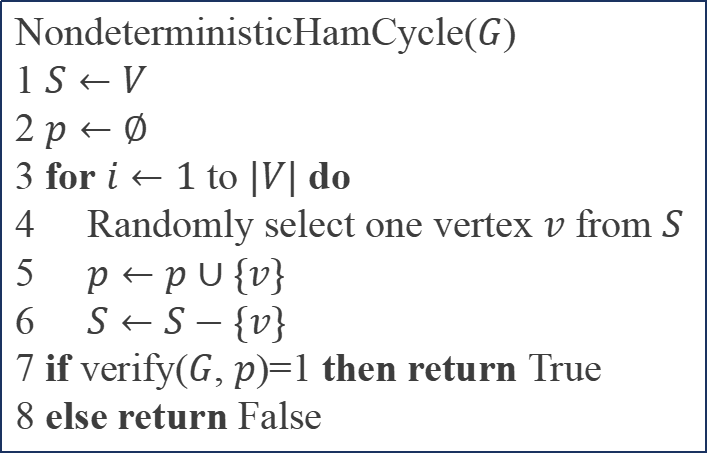 NondeterministicHamCycle(𝐺)
1 𝑆 ← 𝑉
2 𝑝 ← ∅
3 for 𝑖 ← 1 to |𝑉| do
4 Randomly select one vertex 𝑣 from 𝑆
5 𝑝 ← 𝑝 ∪ {𝑣}
6 𝑆 ← 𝑆 − {𝑣}
7 if verify(𝐺, 𝑝)=1 then return True
8 else return False